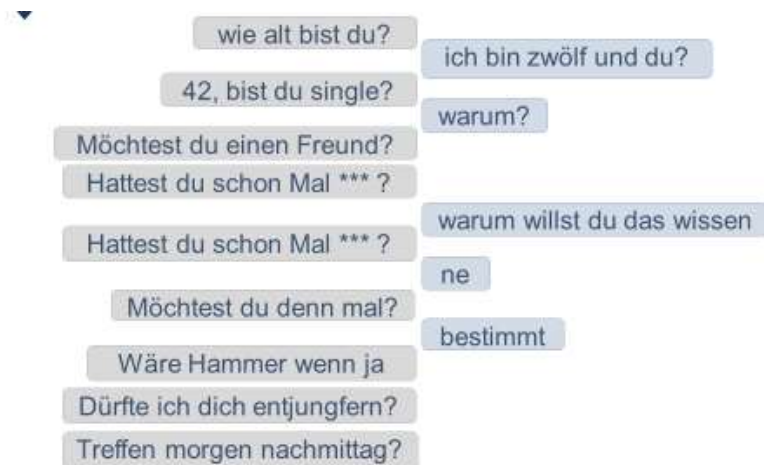 wie alt bist du?
ich bin zwölf und du?
42, bist du single?
warum?
Möchtest du einen Freund?
Hattest du schon Mal *** ?
warum willst du das wissen
Hattest du schon Mal *** ?
ne
Möchtest du denn mal?
bestimmt
Wäre Hammer wenn ja
Dürfte ich dich entjungfern?
Treffen morgen nachmittag?